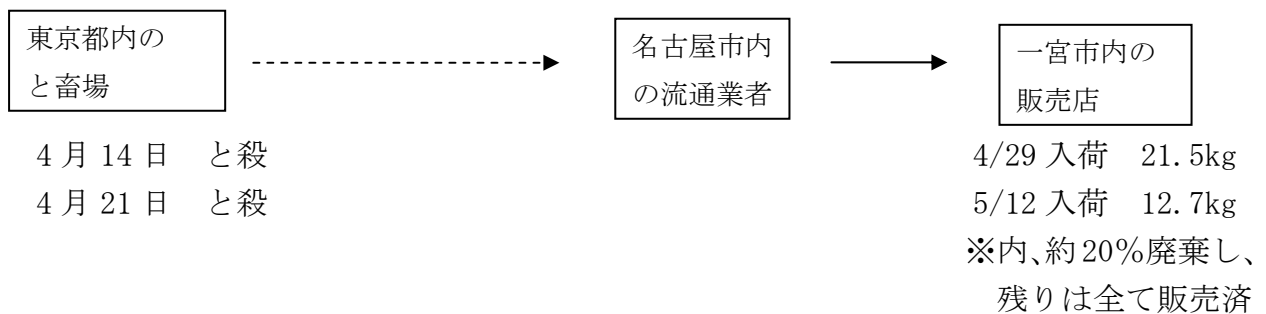 東京都内の
と畜場
名古屋市内
の流通業者
一宮市内の
販売店
4月14日 と殺
4月21日 と殺
4/29入荷 21.5kg
5/12入荷 12.7kg
※内、約20%廃棄し、
残りは全て販売済